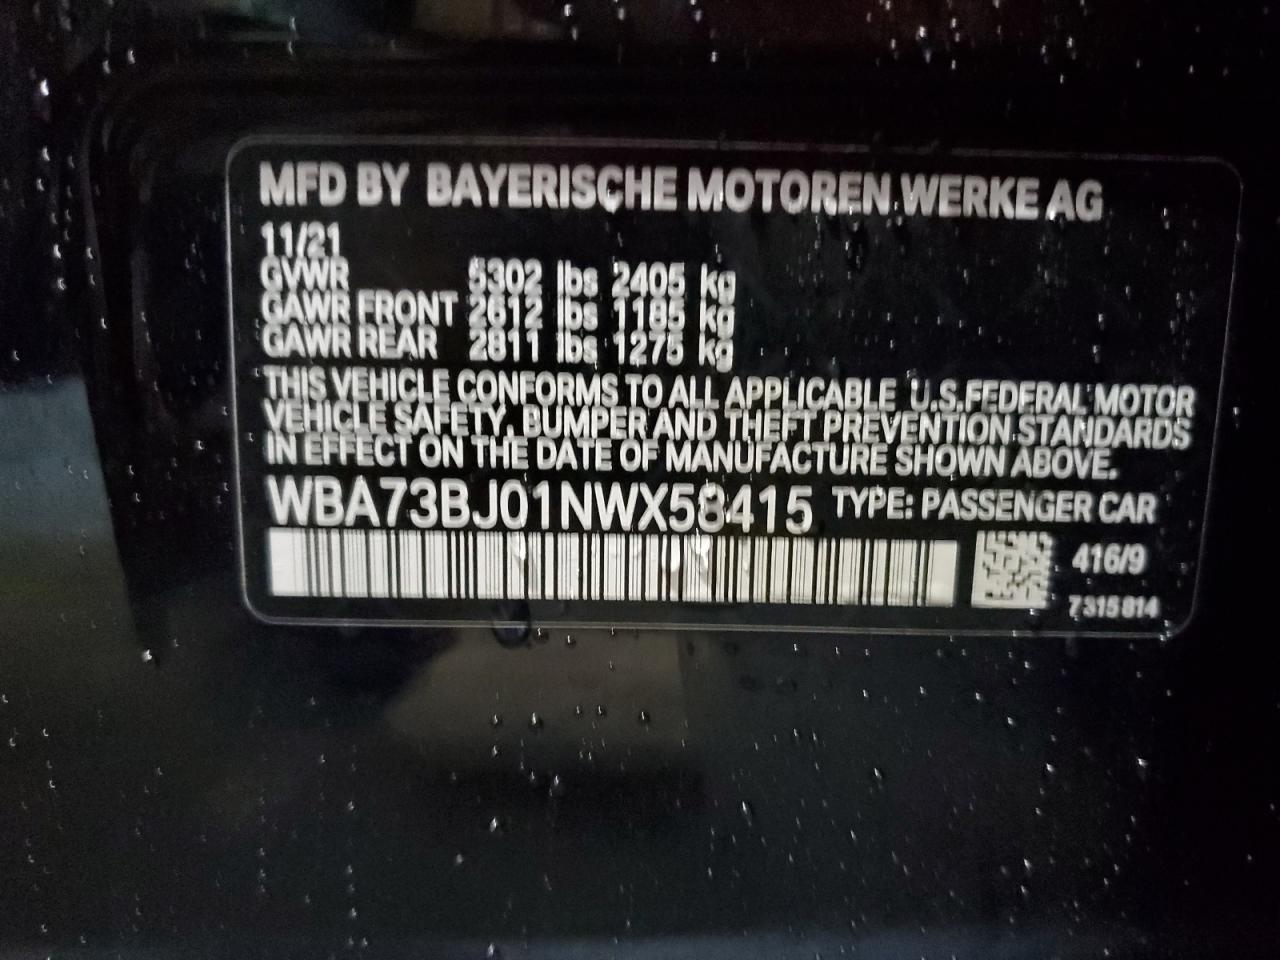 MFD BY BAYERISCHE MOTOREN WERKE AG
11/21
GVWR 5302 lbs 2405 kg
GAWR FRONT 2612 lbs 1185 kg
GAWR REAR 2811 lbs 1275 kg
THIS VEHICLE CONFORMS TO ALL APPLICABLE U.S.FEDERAL MOTOR
VEHICLE SAFETY, BUMPER AND THEFT PREVENTION STANDARDS
IN EFFECT ON THE DATE OF MANUFACTURE SHOWN ABOVE.
WBA73BJ01NWX58415 TYPE: PASSENGER CAR
416/9
7315814